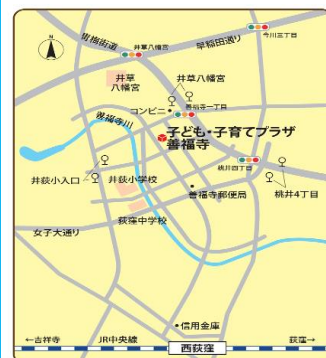 青梅街道
井草八幡宮
早稲田通り
今川三丁目
井草
八幡宮
井草八幡宮
コンビニ
善福寺一丁目
善福寺川
子ども・子育てプラザ
善福寺
桃井四丁目
井荻小入口
井荻小学校
善福寺郵便局
桃井4丁目
荻窪中学校
女子大通り
信用金庫
←吉祥寺
JR中央線
荻窪→
西荻窪